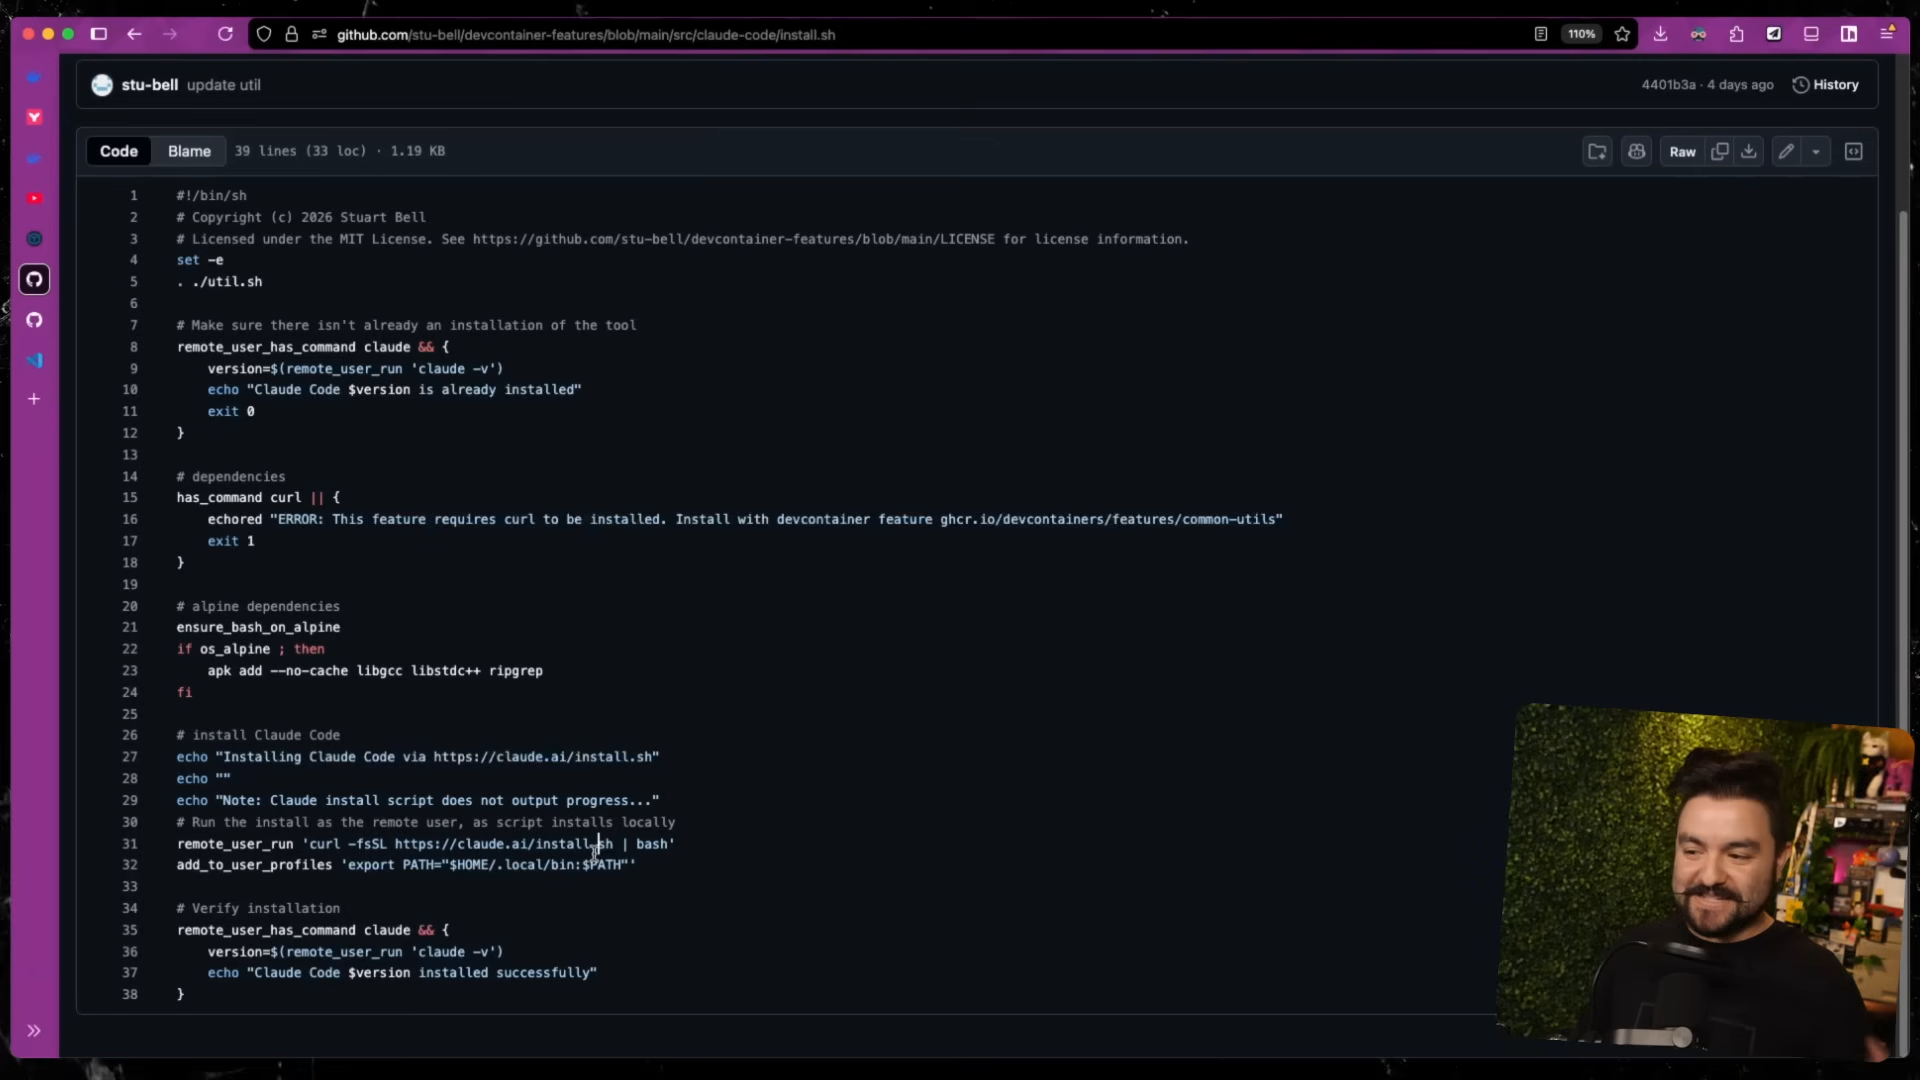 github.com/stu-bell/devcontainer-features/blob/main/src/claude-code/install.sh
110%
stu-bell update util
4401b3a · 4 days ago
History
Code
Blame
39 lines (33 loc) · 1.19 KB
Raw
1 #!/bin/sh
2 # Copyright (c) 2026 Stuart Bell
3 # Licensed under the MIT License. See https://github.com/stu-bell/devcontainer-features/blob/main/LICENSE for license information.
4 set -e
5 . ./util.sh
6
7 # Make sure there isn't already an installation of the tool
8 remote_user_has_command claude && {
9 version=$(remote_user_run 'claude -v')
10 echo "Claude Code $version is already installed"
11 exit 0
12 }
13
14 # dependencies
15 has_command curl || {
16 echored "ERROR: This feature requires curl to be installed. Install with devcontainer feature ghcr.io/devcontainers/features/common-utils"
17 exit 1
18 }
19
20 # alpine dependencies
21 ensure_bash_on_alpine
22 if os_alpine ; then
23 apk add --no-cache libgcc libstdc++ ripgrep
24 fi
25
26 # install Claude Code
27 echo "Installing Claude Code via https://claude.ai/install.sh"
28 echo ""
29 echo "Note: Claude install script does not output progress..."
30 # Run the install as the remote user, as script installs locally
31 remote_user_run 'curl -fsSL https://claude.ai/install.sh | bash'
32 add_to_user_profiles 'export PATH="$HOME/.local/bin:$PATH"'
33
34 # Verify installation
35 remote_user_has_command claude && {
36 version=$(remote_user_run 'claude -v')
37 echo "Claude Code $version installed successfully"
38 }